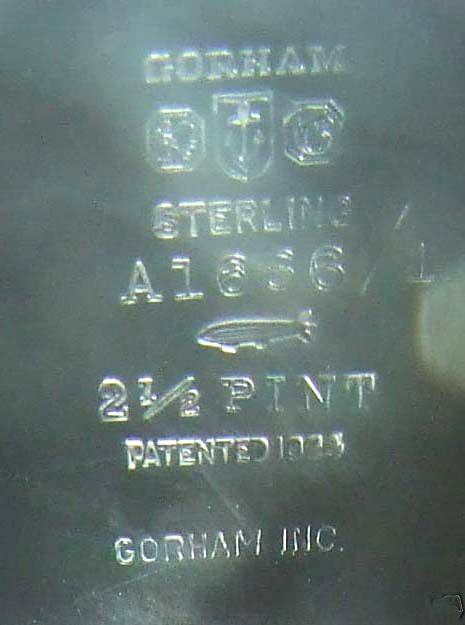 GORHAM
G
STERLING
2½ PINT
PATENTED
GORHAM INC.